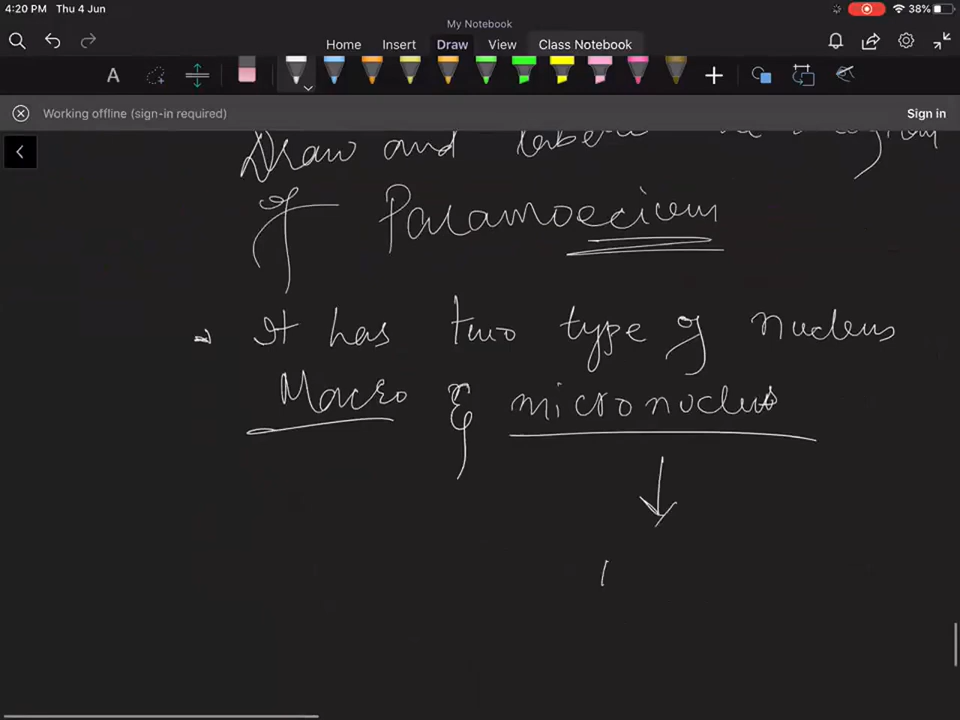 4:20 PM Thu 4 Jun
38%
My Notebook
Home Insert Draw View Class Notebook
Working offline (sign-in required)
Sign in
Draw and
of Paramoecium
It has two type of nucleus
Macro & micronucleus